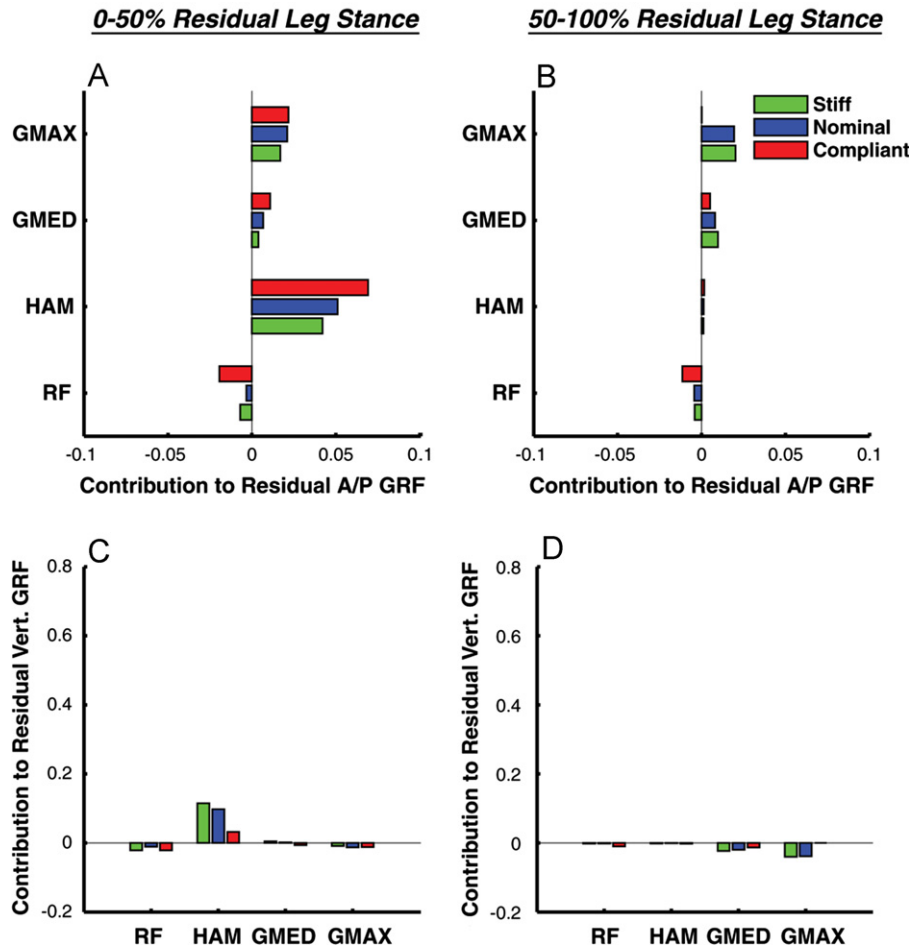 0-50% Residual Leg Stance
50-100% Residual Leg Stance
A
GMAX
GMED
HAM
RF
-0.1
-0.05
0
0.05
0.1
Contribution to Residual A/P GRF
B
Stiff
Nominal
Compliant
GMAX
GMED
HAM
RF
-0.1
-0.05
0
0.05
0.1
Contribution to Residual A/P GRF
C
Contribution to Residual Vert. GRF
0.8
0.6
0.4
0.2
0
-0.2
RF HAM GMED GMAX
D
Contribution to Residual Vert. GRF
0.8
0.6
0.4
0.2
0
-0.2
RF HAM GMED GMAX